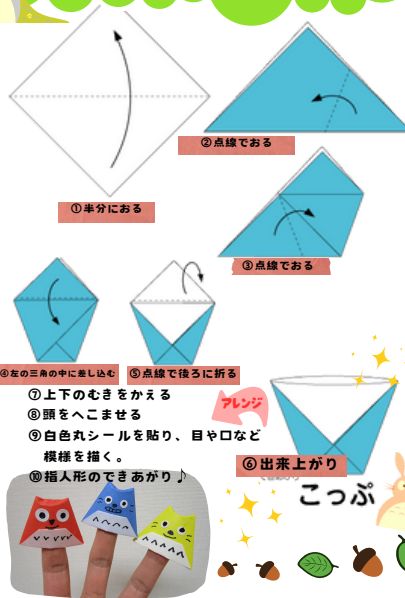 ①半分におる
②点線でおる
③点線でおる
④左の三角の中に差し込む
⑤点線で後ろに折る
⑥出来上がり
こっぷ
アレンジ
⑦上下のむきをかえる
⑧頭をへこませる
⑨白色丸シールを貼り、目や口など
模様を描く。
⑩指人形のできあがり♪